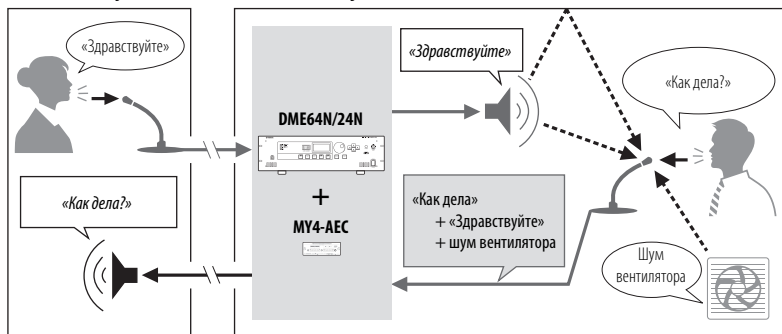 «Здравствуйте»
«Здравствуйте»
«Как дела?»
DME64N/24N
+
MY4-AEC
«Как дела?»
«Как дела»
+ «Здравствуйте»
+ шум вентилятора
Шум
вентилятора